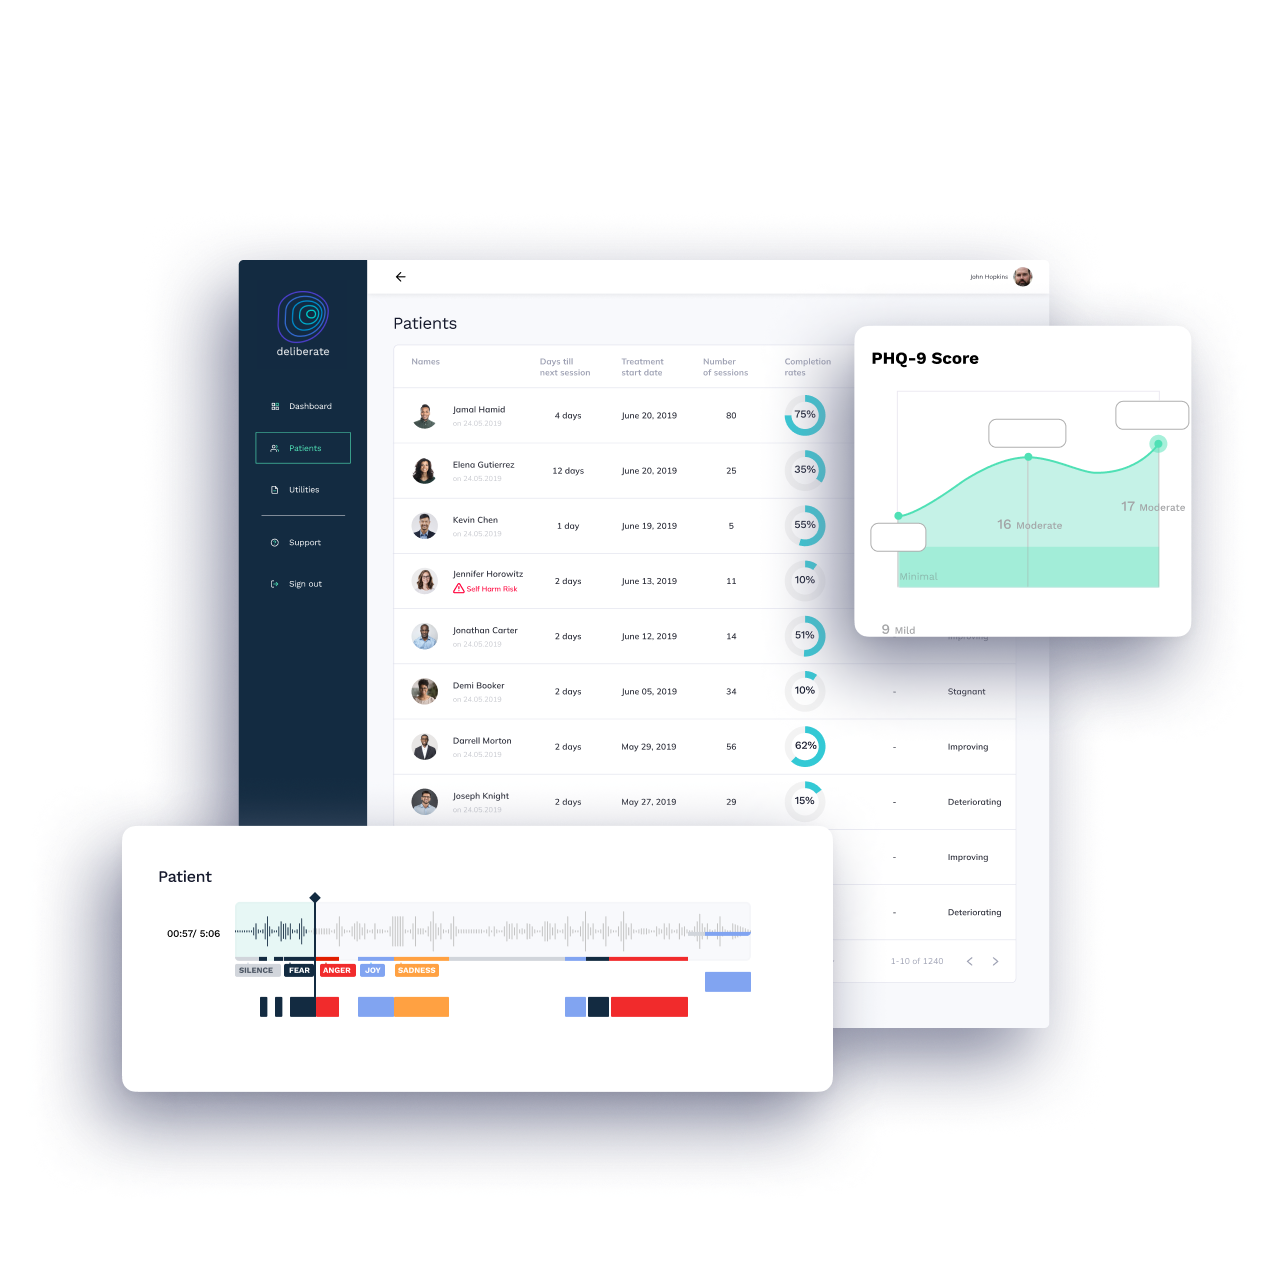 John Hopkins
deliberate
Dashboard
Patients
Utilities
Support
Sign out
Patients
Names
Days till
next session
Treatment
start date
Number
of sessions
Completion
rates
Jamal Hamid
on 24.05.2019
4 days
June 20, 2019
80
75%
Elena Gutierrez
on 24.05.2019
12 days
June 20, 2019
25
35%
Kevin Chen
on 24.05.2019
1 day
June 19, 2019
5
55%
Jennifer Horowitz
Self Harm Risk
2 days
June 13, 2019
11
10%
Jonathan Carter
on 24.05.2019
2 days
June 12, 2019
14
51%
Improving
Demi Booker
on 24.05.2019
2 days
June 05, 2019
34
10%
-
Stagnant
Darrell Morton
on 24.05.2019
2 days
May 29, 2019
56
62%
-
Improving
Joseph Knight
on 24.05.2019
2 days
May 27, 2019
29
15%
-
Deteriorating
-
Improving
-
Deteriorating
1-10 of 1240
PHQ-9 Score
17 Moderate
16 Moderate
Minimal
9 Mild
Patient
00:57/ 5:06
SILENCE
FEAR
ANGER
JOY
SADNESS